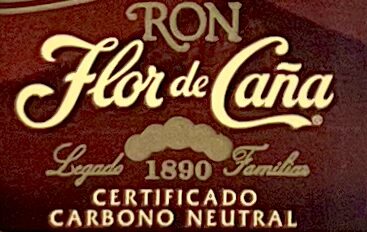 RON
Flor de Caña®
Legado 1890 Familiar
CERTIFICADO
CARBONO NEUTRAL